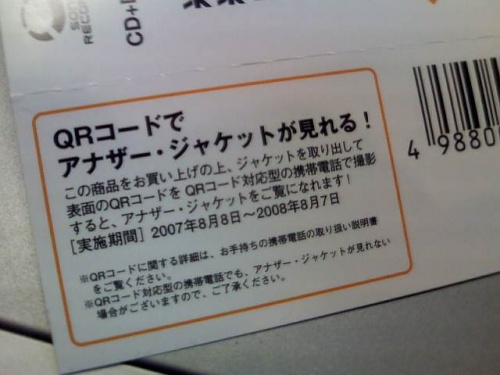 CD+
QRコードで
アナザー・ジャケットが見れる！
この商品をお買い上げの上、ジャケットを取り出して
表面のQRコードを QRコード対応型の携帯電話で撮影
すると、アナザー・ジャケットをご覧になれます！
[実施期間] 2007年8月8日～2008年8月7日
※QRコードに関する詳細は、お手持ちの携帯電話の取り扱い説明書
をご覧ください。
※QRコード対応型の携帯電話でも、アナザー・ジャケットが見れない
場合がございますので、ご了承ください。
4 9880